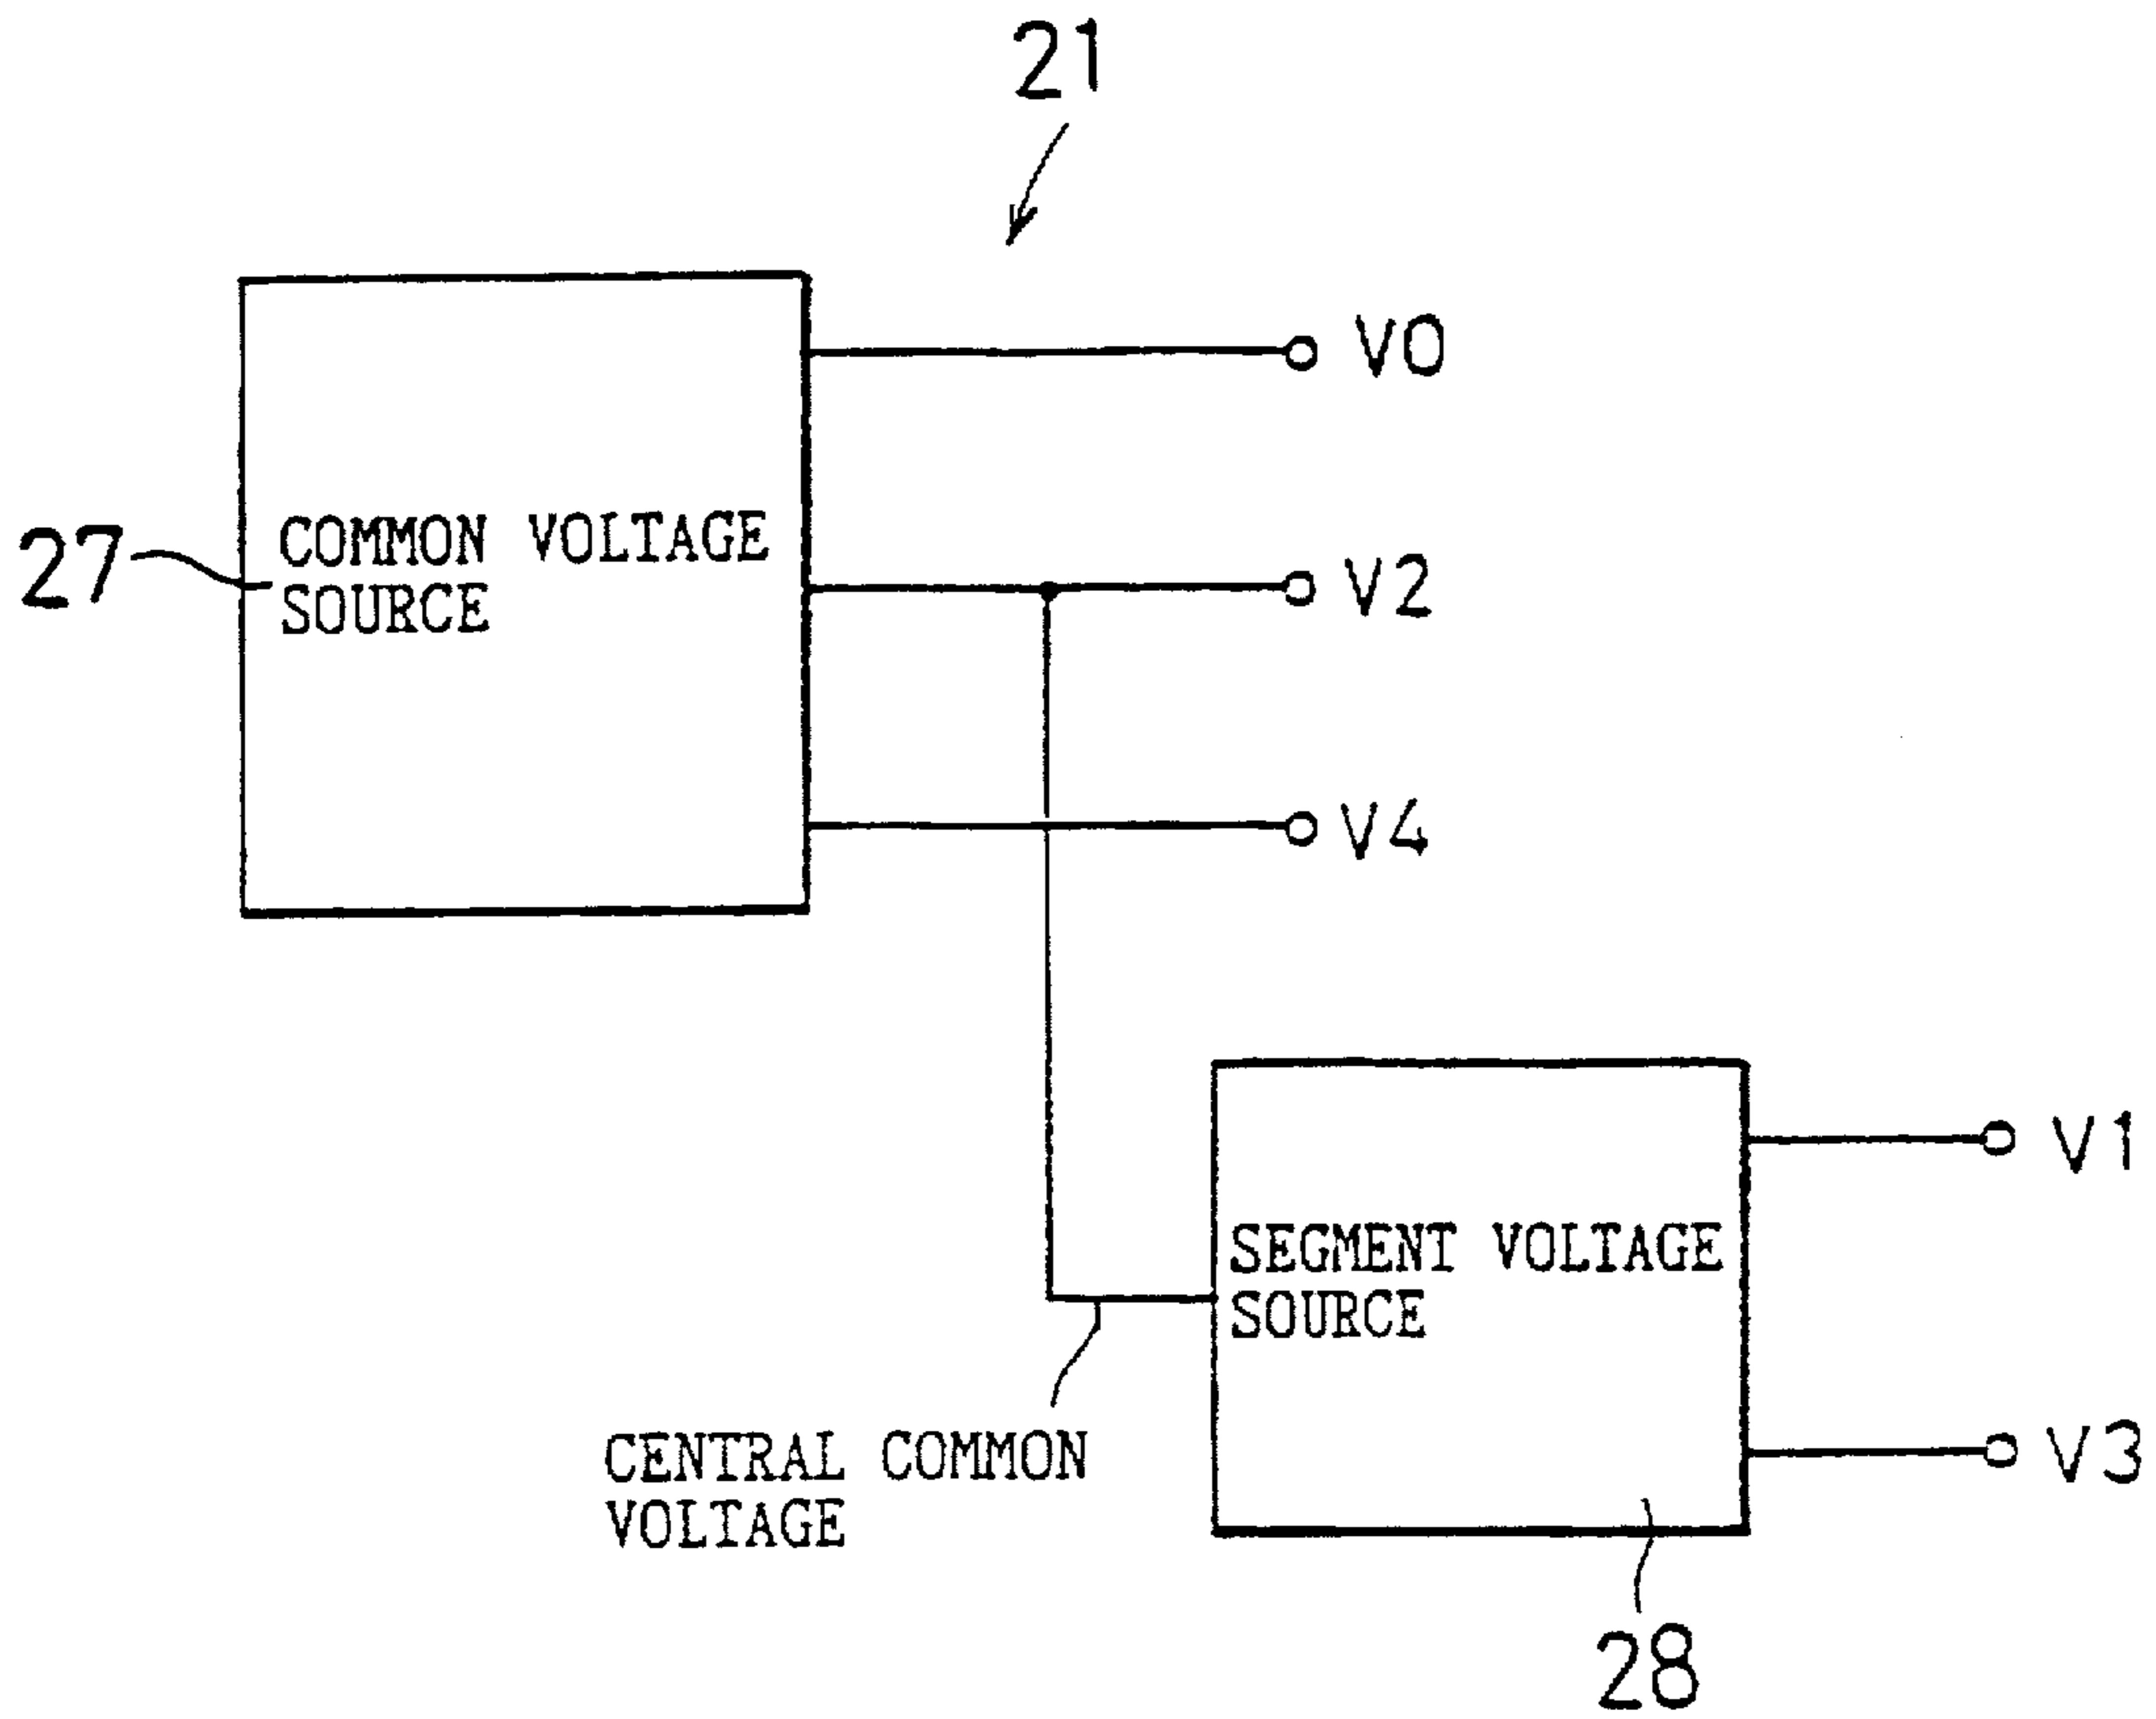 21
V0
27
COMMON VOLTAGE
SOURCE
V2
V4
V1
SEGMENT VOLTAGE
SOURCE
CENTRAL COMMON
VOLTAGE
V3
28